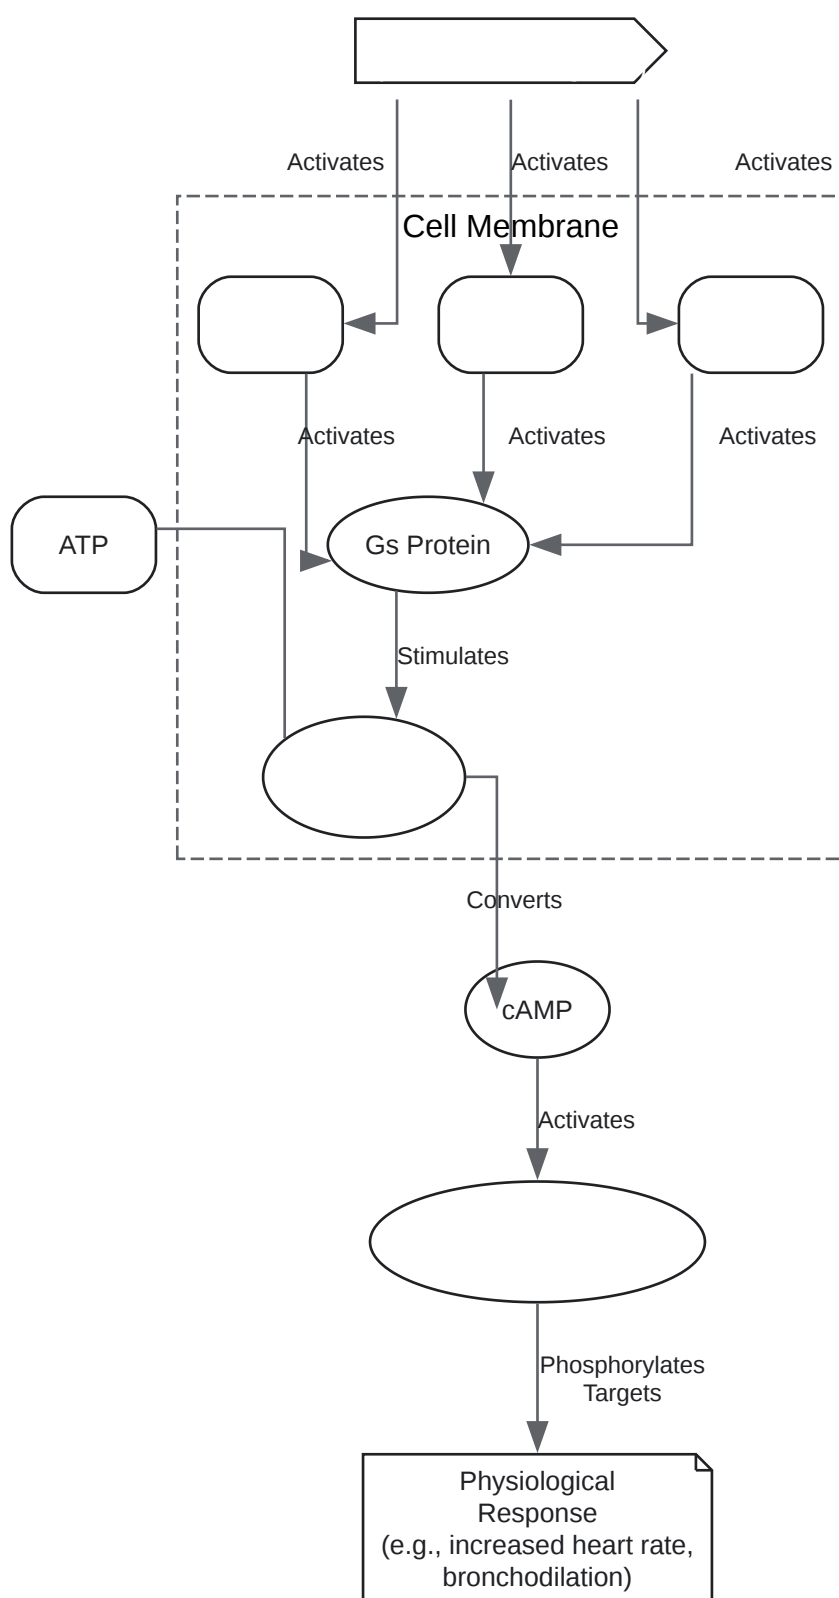 Activates
Activates
Activates
Cell Membrane
Activates
Activates
Activates
ATP
Gs Protein
Stimulates
Converts
cAMP
Activates
Phosphorylates
Targets
Physiological
Response
(e.g., increased heart rate,
bronchodilation)